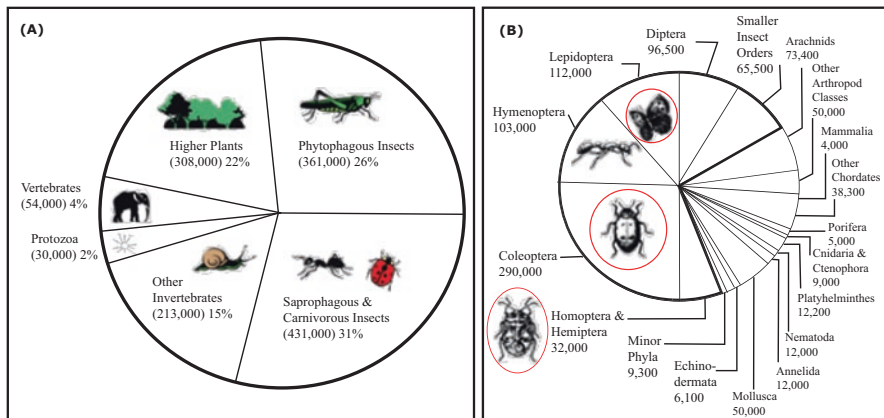 (A)
Higher Plants
(308,000) 22%
Phytophagous Insects
(361,000) 26%
Vertebrates
(54,000) 4%
Protozoa
(30,000) 2%
Other
Invertebrates
(213,000) 15%
Saprophagous &
Carnivorous Insects
(431,000) 31%
(B)
Diptera
96,500
Smaller
Insect
Orders
65,500
Arachnids
73,400
Other
Arthropod
Classes
50,000
Mammalia
4,000
Other
Chordates
38,300
Porifera
5,000
Cnidaria &
Ctenophora
9,000
Platyhelminthes
12,200
Nematoda
12,000
Annelida
12,000
Mollusca
50,000
Echino-
dermata
6,100
Minor
Phyla
9,300
Homoptera &
Hemiptera
32,000
Coleoptera
290,000
Hymenoptera
103,000
Lepidoptera
112,000